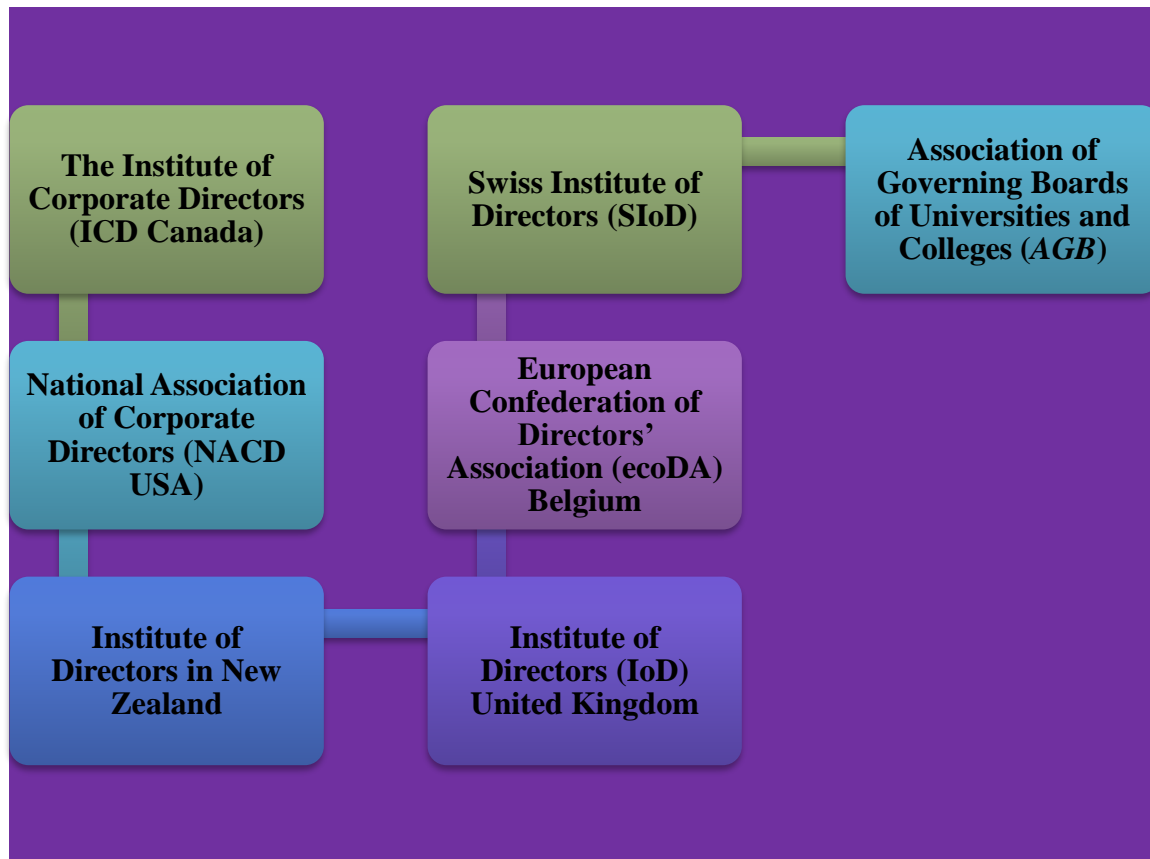 The Institute of
Corporate Directors
(ICD Canada)
National Association
of Corporate
Directors (NACD
USA)
Institute of
Directors in New
Zealand
Institute of
Directors (IoD)
United Kingdom
European
Confederation of
Directors’
Association (ecoDA)
Belgium
Swiss Institute of
Directors (SIoD)
Association of
Governing Boards
of Universities and
Colleges (AGB)